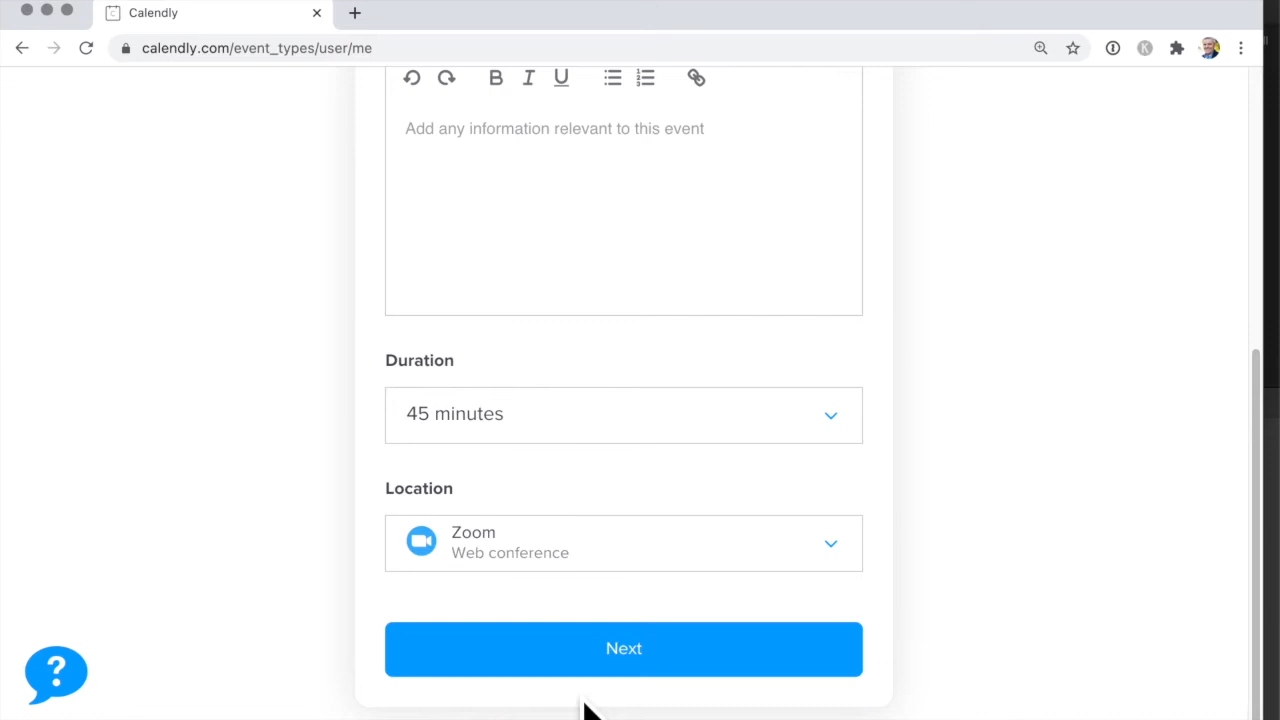 Calendly
calendly.com/event_types/user/me
B I U
Add any information relevant to this event
Duration
45 minutes
Location
Zoom
Web conference
Next
?